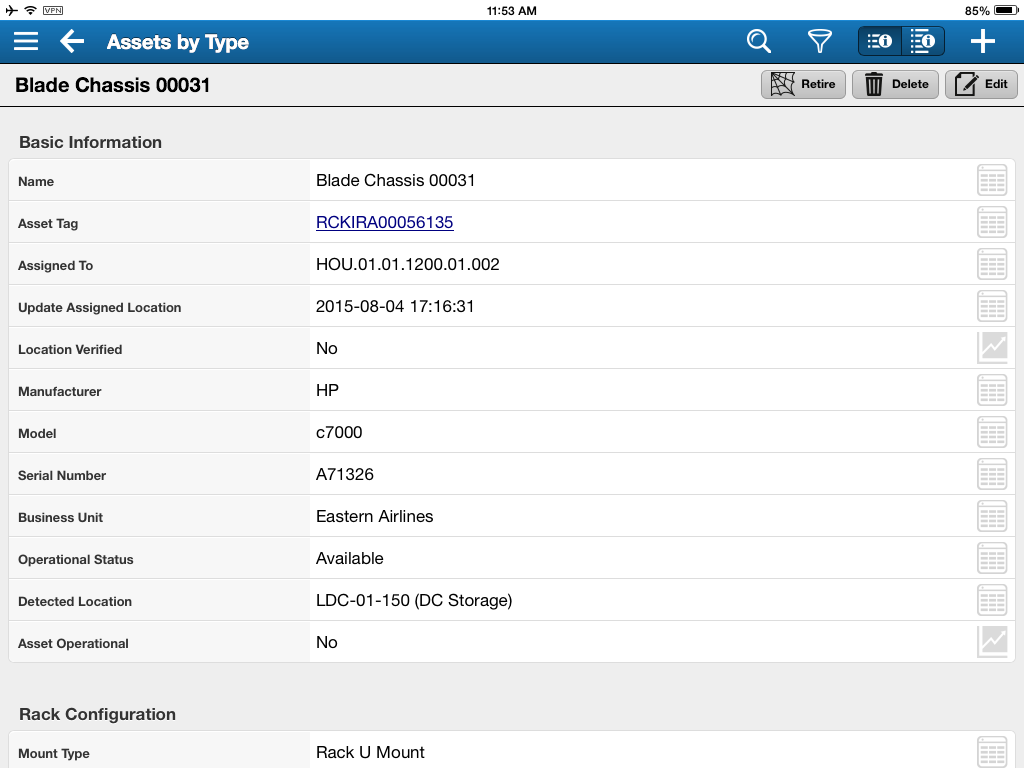 VPN 11:53 AM 85%
Assets by Type
Blade Chassis 00031 Retire Delete Edit
Basic Information
Name Blade Chassis 00031
Asset Tag RCKIRA00056135
Assigned To HOU.01.01.1200.01.002
Update Assigned Location 2015-08-04 17:16:31
Location Verified No
Manufacturer HP
Model c7000
Serial Number A71326
Business Unit Eastern Airlines
Operational Status Available
Detected Location LDC-01-150 (DC Storage)
Asset Operational No
Rack Configuration
Mount Type Rack U Mount